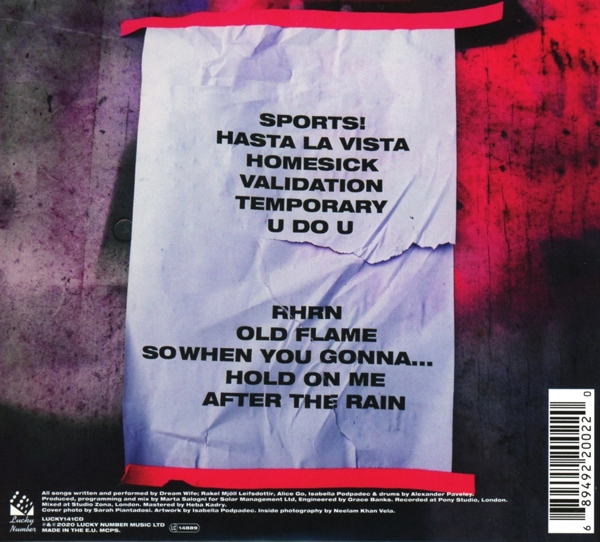 SPORTS!
HASTA LA VISTA
HOMESICK
VALIDATION
TEMPORARY
U DO U
RHRN
OLD FLAME
SO WHEN YOU GONNA...
HOLD ON ME
AFTER THE RAIN
All songs written and performed by Dream Wife; Rakel Mjöll Leifsdottir, Alice Go, Isabella Podpadec & drums by Alexander Paveley.
Produced, programming and mix by Marta Salogni for Solar Management Ltd, Engineered by Grace Banks. Recorded at Pony Studio, London.
Mixed at Studio Zona, London. Mastered by Heba Kadry.
Cover photo by Sarah Piantadosi. Artwork by Isabella Podpadec. Inside photography by Neelam Khan Vela.
Lucky
Number
LUCKY141CD
℗ & © 2020 LUCKY NUMBER MUSIC LTD
MADE IN THE E.U. MCPS.
LC 14889
6 89492 20022 0